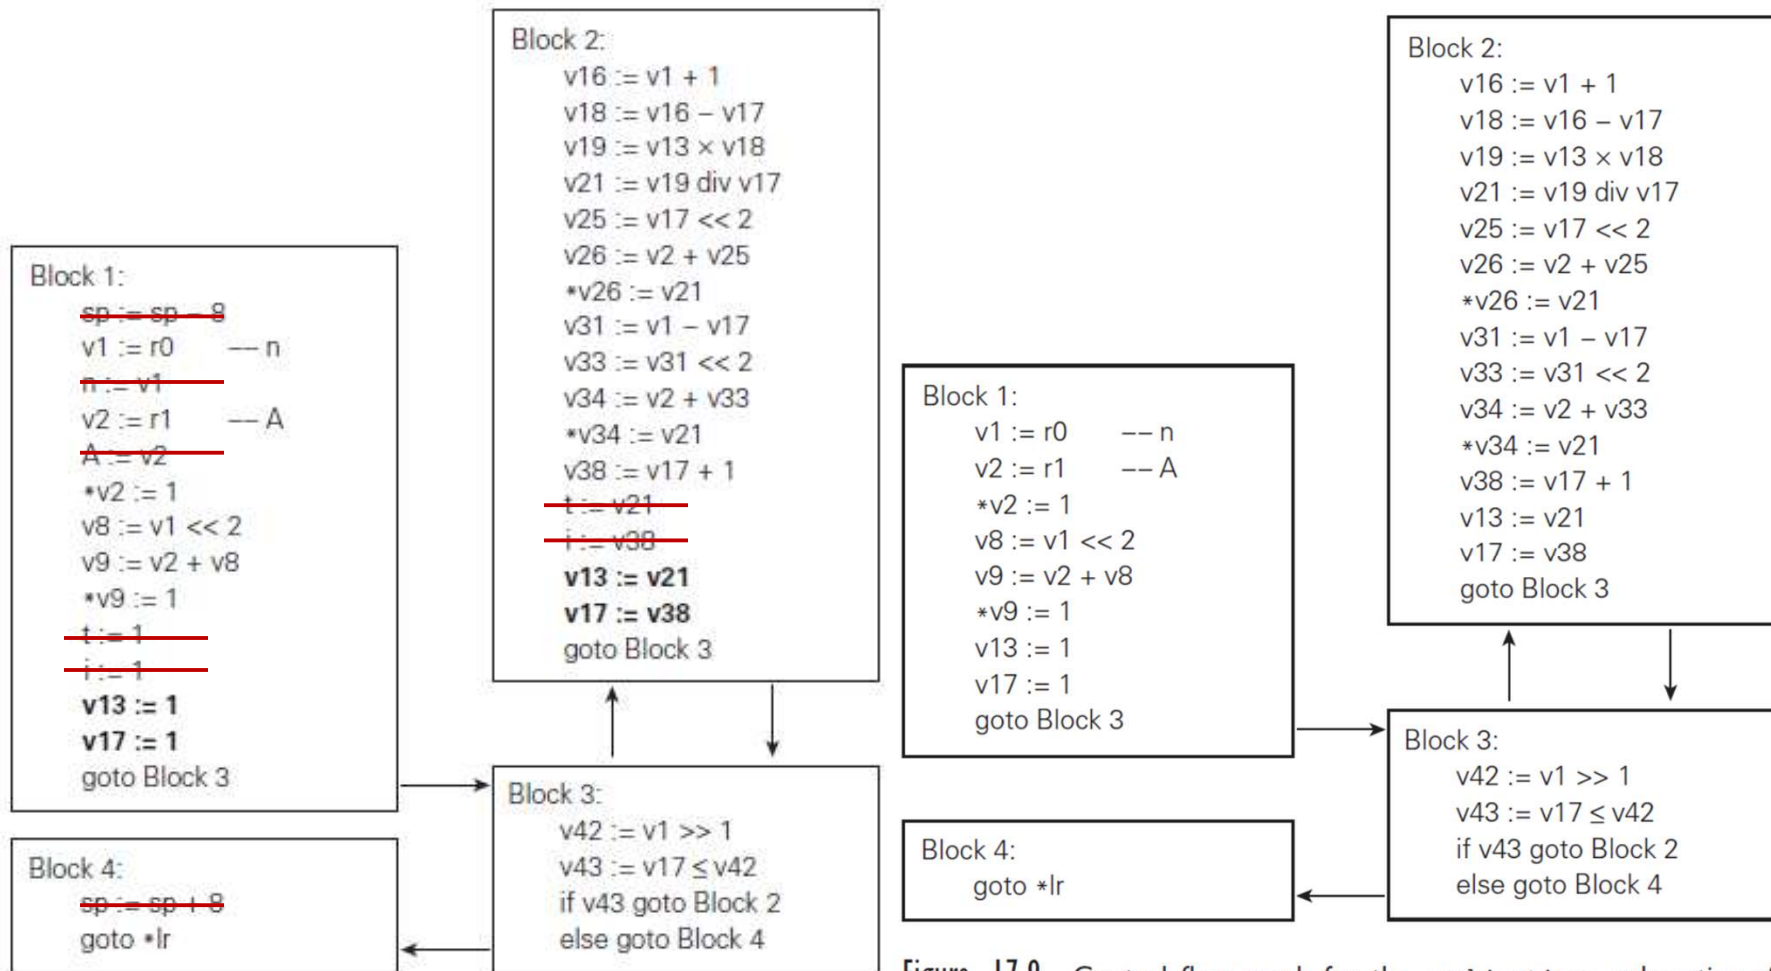 Block 2:
v16 := v1 + 1
v18 := v16 – v17
v19 := v13 × v18
v21 := v19 div v17
v25 := v17 << 2
v26 := v2 + v25
*v26 := v21
v31 := v1 – v17
v33 := v31 << 2
v34 := v2 + v33
*v34 := v21
v38 := v17 + 1
t := v21
i := v38
v13 := v21
v17 := v38
goto Block 3
Block 1:
sp := sp – 8
v1 := r0 –– n
n := v1
v2 := r1 –– A
A := v2
*v2 := 1
v8 := v1 << 2
v9 := v2 + v8
*v9 := 1
t := 1
i := 1
v13 := 1
v17 := 1
goto Block 3
Block 3:
v42 := v1 >> 1
v43 := v17 ≤ v42
if v43 goto Block 2
else goto Block 4
Block 4:
sp := sp + 8
goto *lr
Block 2:
v16 := v1 + 1
v18 := v16 – v17
v19 := v13 × v18
v21 := v19 div v17
v25 := v17 << 2
v26 := v2 + v25
*v26 := v21
v31 := v1 – v17
v33 := v31 << 2
v34 := v2 + v33
*v34 := v21
v38 := v17 + 1
v13 := v21
v17 := v38
goto Block 3
Block 1:
v1 := r0 –– n
v2 := r1 –– A
*v2 := 1
v8 := v1 << 2
v9 := v2 + v8
*v9 := 1
v13 := 1
v17 := 1
goto Block 3
Block 3:
v42 := v1 >> 1
v43 := v17 ≤ v42
if v43 goto Block 2
else goto Block 4
Block 4:
goto *lr